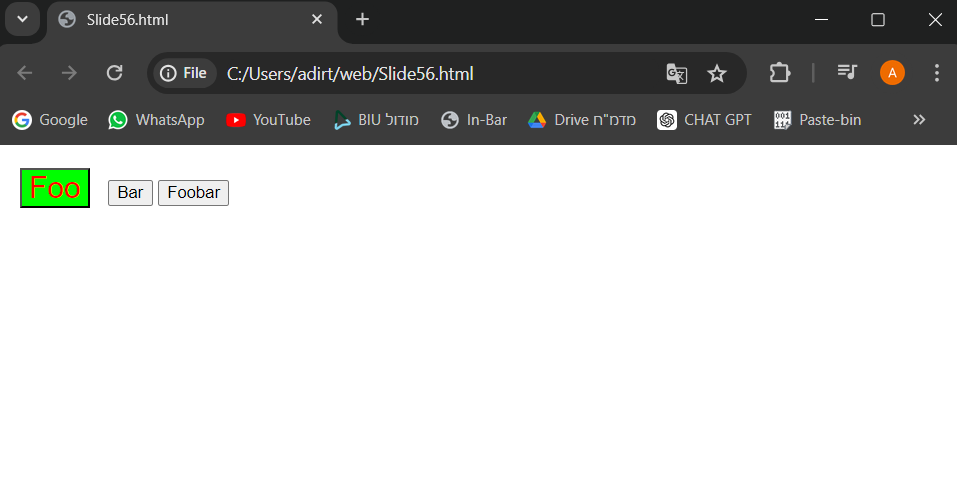 Slide56.html
File C:/Users/adirt/web/Slide56.html A
Google WhatsApp YouTube BIU מודול In-Bar Drive מדמ"ח CHAT GPT Paste-bin
Foo Bar Foobar